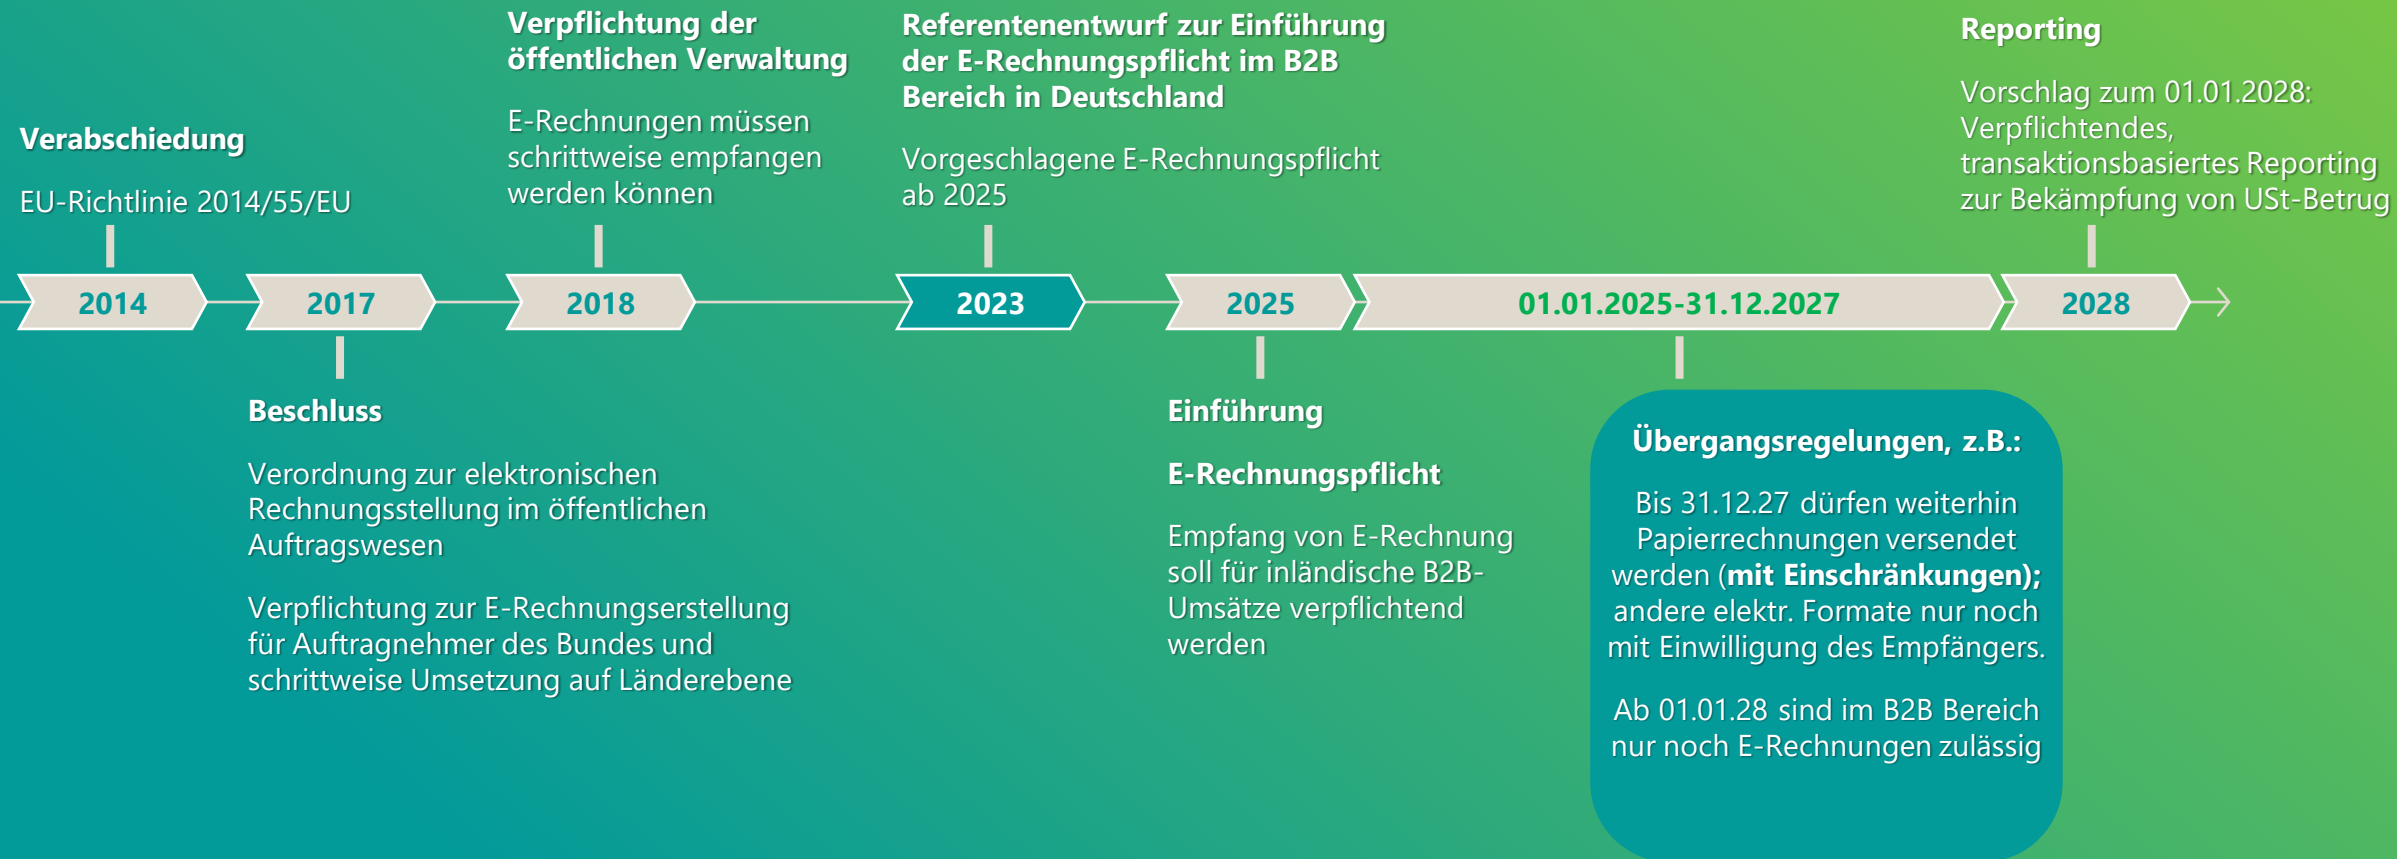 Verabschiedung
EU-Richtlinie 2014/55/EU
2014
2017
Beschluss
Verordnung zur elektronischen
Rechnungsstellung im öffentlichen
Auftragswesen
Verpflichtung zur E-Rechnungserstellung
für Auftragnehmer des Bundes und
schrittweise Umsetzung auf Länderebene
Verpflichtung der
öffentlichen Verwaltung
E-Rechnungen müssen
schrittweise empfangen
werden können
2018
Referentenentwurf zur Einführung
der E-Rechnungspflicht im B2B
Bereich in Deutschland
Vorgeschlagene E-Rechnungspflicht
ab 2025
2023
2025
Einführung
E-Rechnungspflicht
Empfang von E-Rechnung
soll für inländische B2B-
Umsätze verpflichtend
werden
01.01.2025-31.12.2027
Übergangsregelungen, z.B.:
Bis 31.12.27 dürfen weiterhin
Papierrechnungen versendet
werden (mit Einschränkungen);
andere elektr. Formate nur noch
mit Einwilligung des Empfängers.
Ab 01.01.28 sind im B2B Bereich
nur noch E-Rechnungen zulässig
Reporting
Vorschlag zum 01.01.2028:
Verpflichtendes,
transaktionsbasiertes Reporting
zur Bekämpfung von USt-Betrug
2028